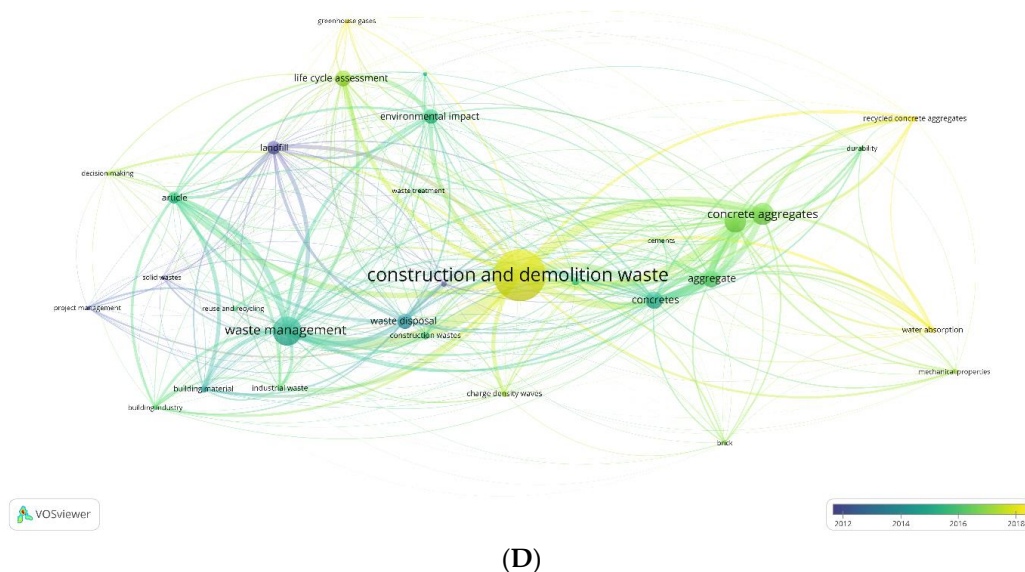 greenhouse gases
life cycle assessment
environmental impact
recycled concrete aggregates
landfill
durability
decision making
waste treatment
article
concrete aggregates
cements
construction and demolition waste
solid wastes
aggregate
project management
reuse and recycling
concretes
waste management
waste disposal
water absorption
construction wastes
mechanical properties
building material
industrial waste
charge density waves
building industry
brick
VOSviewer
2012 2014 2016 2018
(D)